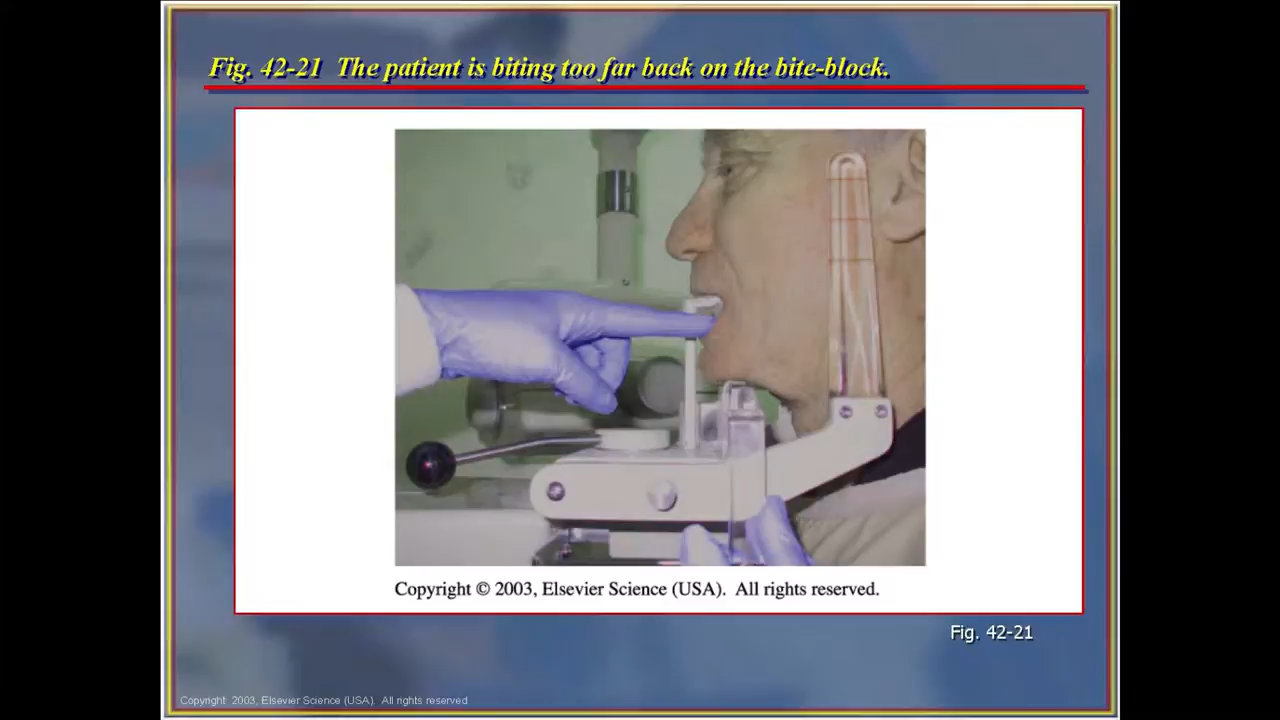 Fig. 42-21 The patient is biting too far back on the bite-block.
Copyright © 2003, Elsevier Science (USA). All rights reserved.
Fig. 42-21
Copyright 2003, Elsevier Science (USA). All rights reserved